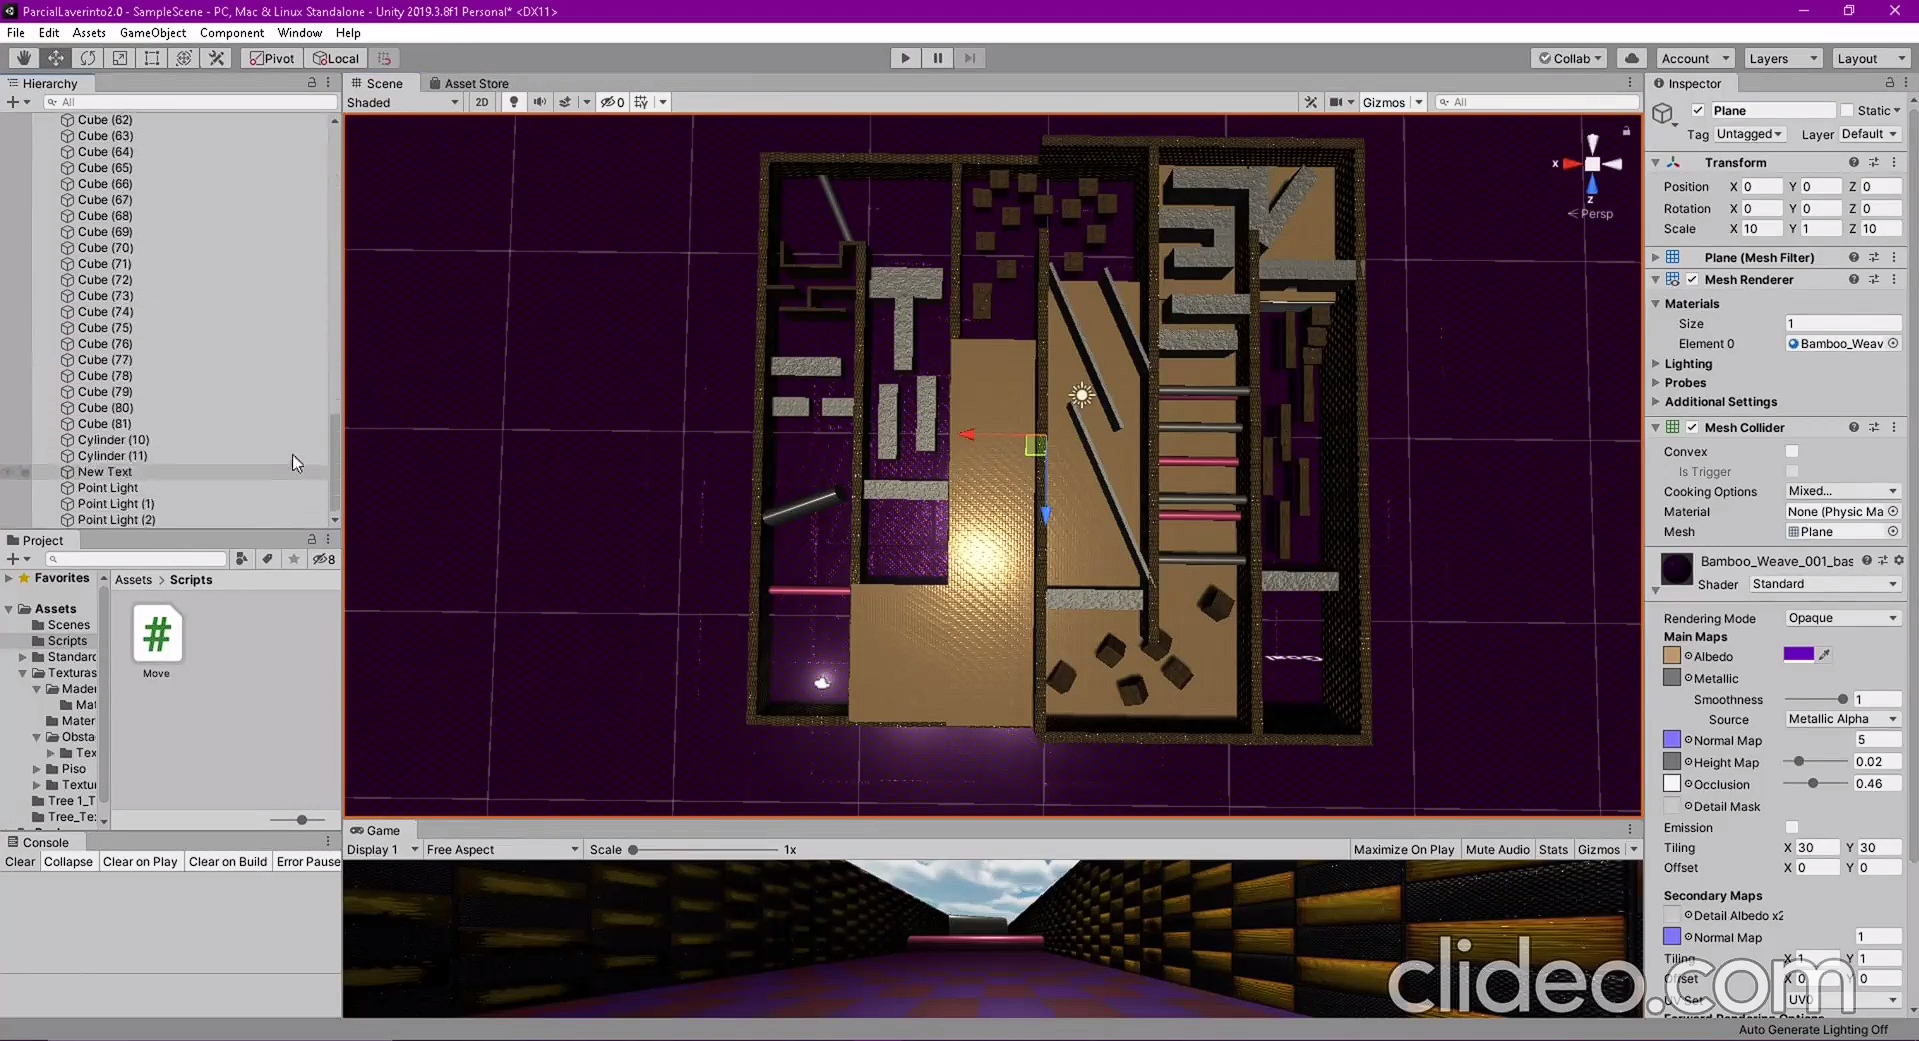 ParcialLaverinto2.0 - SampleScene - PC, Mac & Linux Standalone - Unity 2019.3.8f1 Personal* <DX11>
File Edit Assets GameObject Component Window Help
Pivot Local Collab Account Layers Layout
Hierarchy
All
Cube (62)
Cube (63)
Cube (64)
Cube (65)
Cube (66)
Cube (67)
Cube (68)
Cube (69)
Cube (70)
Cube (71)
Cube (72)
Cube (73)
Cube (74)
Cube (75)
Cube (76)
Cube (77)
Cube (78)
Cube (79)
Cube (80)
Cube (81)
Cylinder (10)
Cylinder (11)
New Text
Point Light
Point Light (1)
Point Light (2)
Project
8
Favorites
Assets
Scenes
Scripts
Standard
Texturas
Mader
Mat
Mater
Obsta
Tex
Piso
Textu
Tree 1_T
Tree_Te
Assets > Scripts
#
Move
Console
Clear Collapse Clear on Play Clear on Build Error Pause
Scene Asset Store
Shaded 2D 0 Gizmos All
x
z
Persp
Goal
Game
Display 1 Free Aspect Scale 1x Maximize On Play Mute Audio Stats Gizmos
Inspector
Plane Static
Tag Untagged Layer Default
Transform
Position X 0 Y 0 Z 0
Rotation X 0 Y 0 Z 0
Scale X 10 Y 1 Z 10
Plane (Mesh Filter)
Mesh Renderer
Materials
Size 1
Element 0 Bamboo_Weav
Lighting
Probes
Additional Settings
Mesh Collider
Convex
Is Trigger
Cooking Options Mixed...
Material None (Physic Ma
Mesh Plane
Bamboo_Weave_001_bas
Shader Standard
Rendering Mode Opaque
Main Maps
Albedo
Metallic
Smoothness 1
Source Metallic Alpha
Normal Map 5
Height Map 0.02
Occlusion 0.46
Detail Mask
Emission
Tiling X 30 Y 30
Offset X 0 Y 0
Secondary Maps
Detail Albedo x2
Normal Map 1
Tiling X 1 Y 1
Offset X 0 Y 0
UV Set UV0
Forward Rendering Options
clideo.com
Auto Generate Lighting Off